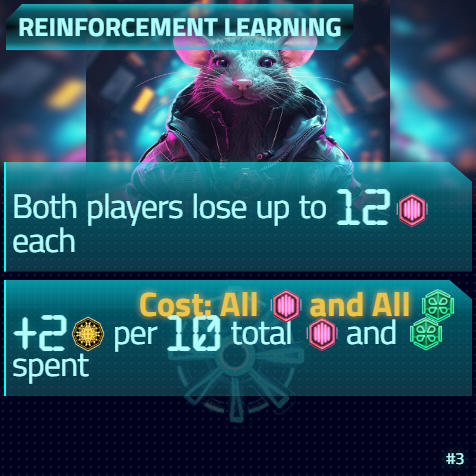 REINFORCEMENT LEARNING
Both players lose up to 12
each
Cost: All and All
+2 per 10 total and
spent
#3